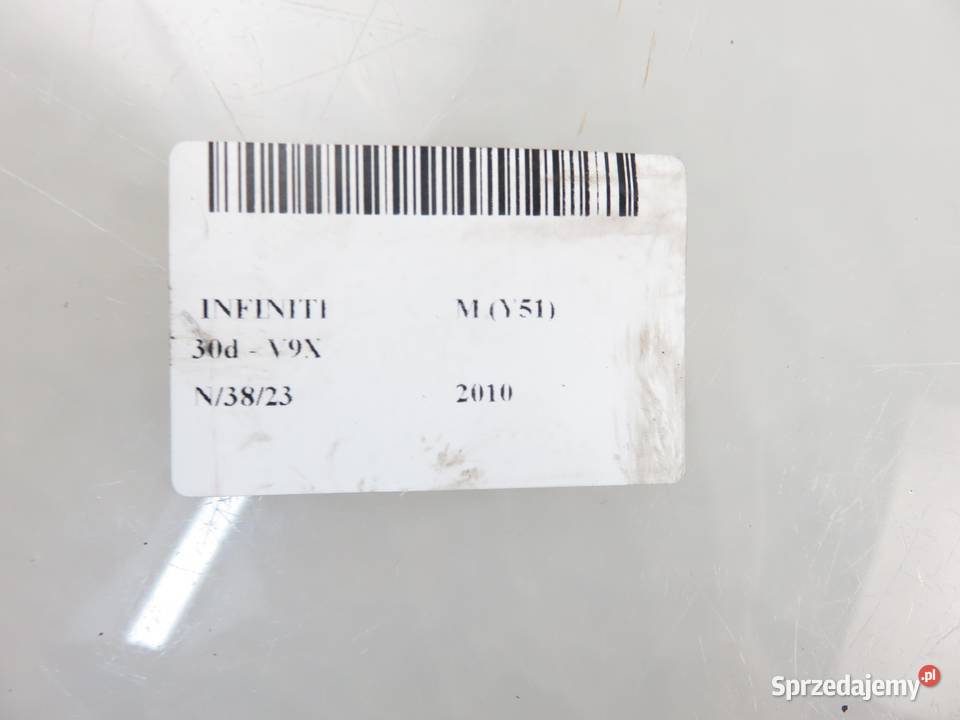 INFINITI M (Y51)
30d - V9X
N/38/23 2010
Sprzedajemy.pl